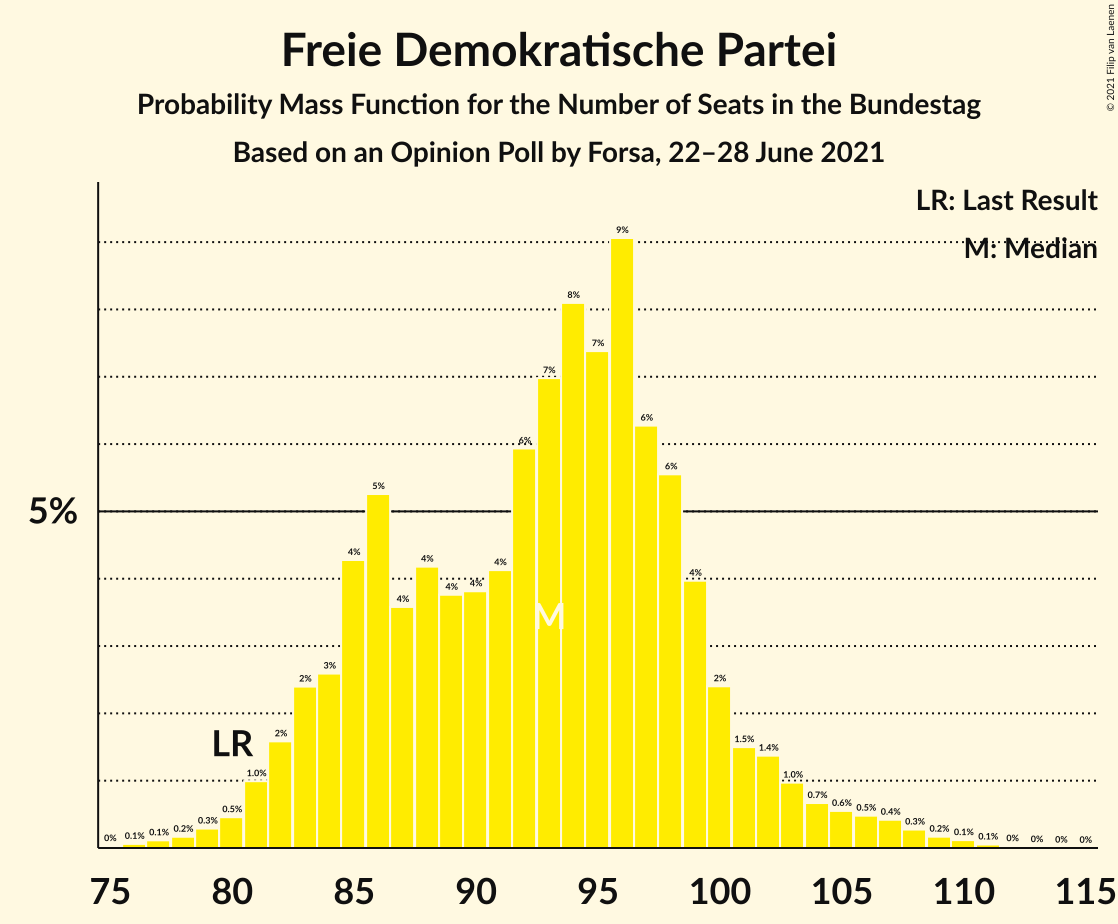 © 2021 Filip van Laenen
Freie Demokratische Partei
Probability Mass Function for the Number of Seats in the Bundestag
Based on an Opinion Poll by Forsa, 22–28 June 2021
LR: Last Result
M: Median
5%
0% 0.1% 0.1% 0.2% 0.3% 0.5% 1.0% 2% 2% 3% 4% 5% 4% 4% 4% 4% 4% 6% 7% 8% 7% 9% 6% 6% 4% 2% 1.5% 1.4% 1.0% 0.7% 0.6% 0.5% 0.4% 0.3% 0.2% 0.1% 0.1% 0% 0% 0% 0%
M
LR
75 80 85 90 95 100 105 110 115